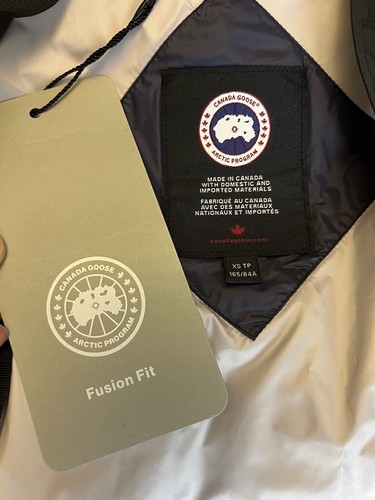 CANADA GOOSE®
ARCTIC PROGRAM
MADE IN CANADA
WITH DOMESTIC AND
IMPORTED MATERIALS
FABRIQUÉ AU CANADA
AVEC DES MATERIAUX
NATIONAUX ET IMPORTÉS
canadagoose.com
XS TP
165/84A
CANADA GOOSE
ARCTIC PROGRAM
Fusion Fit